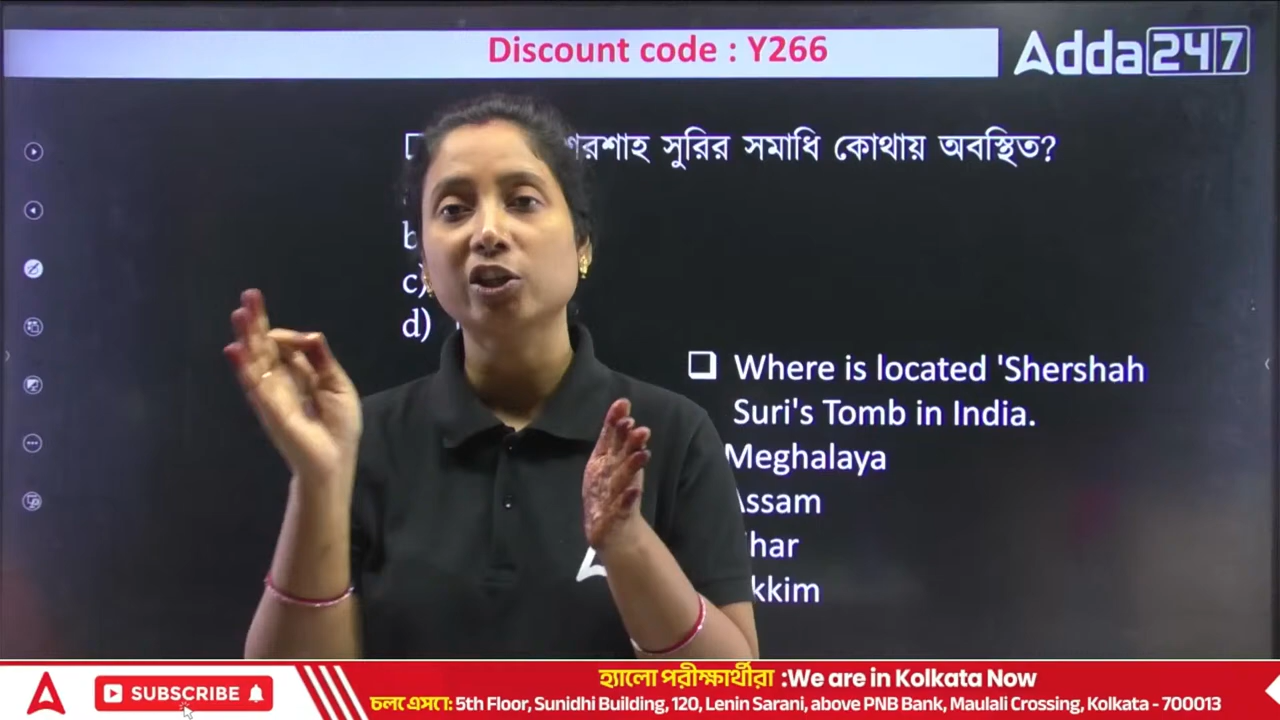 Discount code : Y266
Adda247
সুরির সমাধি কোথায় অবস্থিত?
c)
d)
Where is located 'Shershah
Suri's Tomb in India.
Meghalaya
Assam
হ্যালো পরীক্ষার্থীরা :We are in Kolkata Now
SUBSCRIBE
চলে এসো: 5th Floor, Sunidhi Building, 120, Lenin Sarani, above PNB Bank, Maulali Crossing, Kolkata - 700013